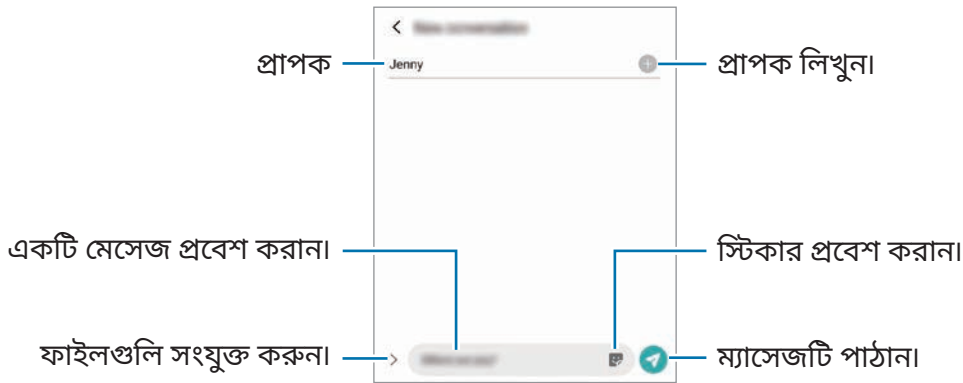 প্রাপক
Jenny
প্রাপক লিখুন।
একটি মেসেজ প্রবেশ করান।
স্টিকার প্রবেশ করান।
ফাইলগুলি সংযুক্ত করুন।
ম্যাসেজটি পাঠান।